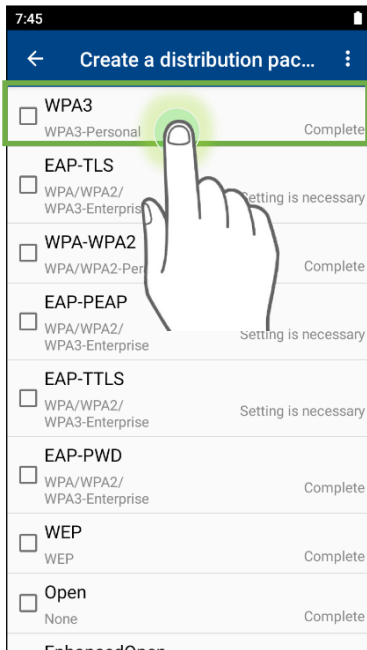 7:45
Create a distribution pac...
WPA3
WPA3-Personal
Complete
EAP-TLS
WPA/WPA2/
WPA3-Enterpris
Setting is necessary
WPA-WPA2
WPA/WPA2-Per
Complete
EAP-PEAP
WPA/WPA2/
WPA3-Enterprise
Setting is necessary
EAP-TTLS
WPA/WPA2/
WPA3-Enterprise
Setting is necessary
EAP-PWD
WPA/WPA2/
WPA3-Enterprise
Complete
WEP
WEP
Complete
Open
None
Complete
EnhancedOpen